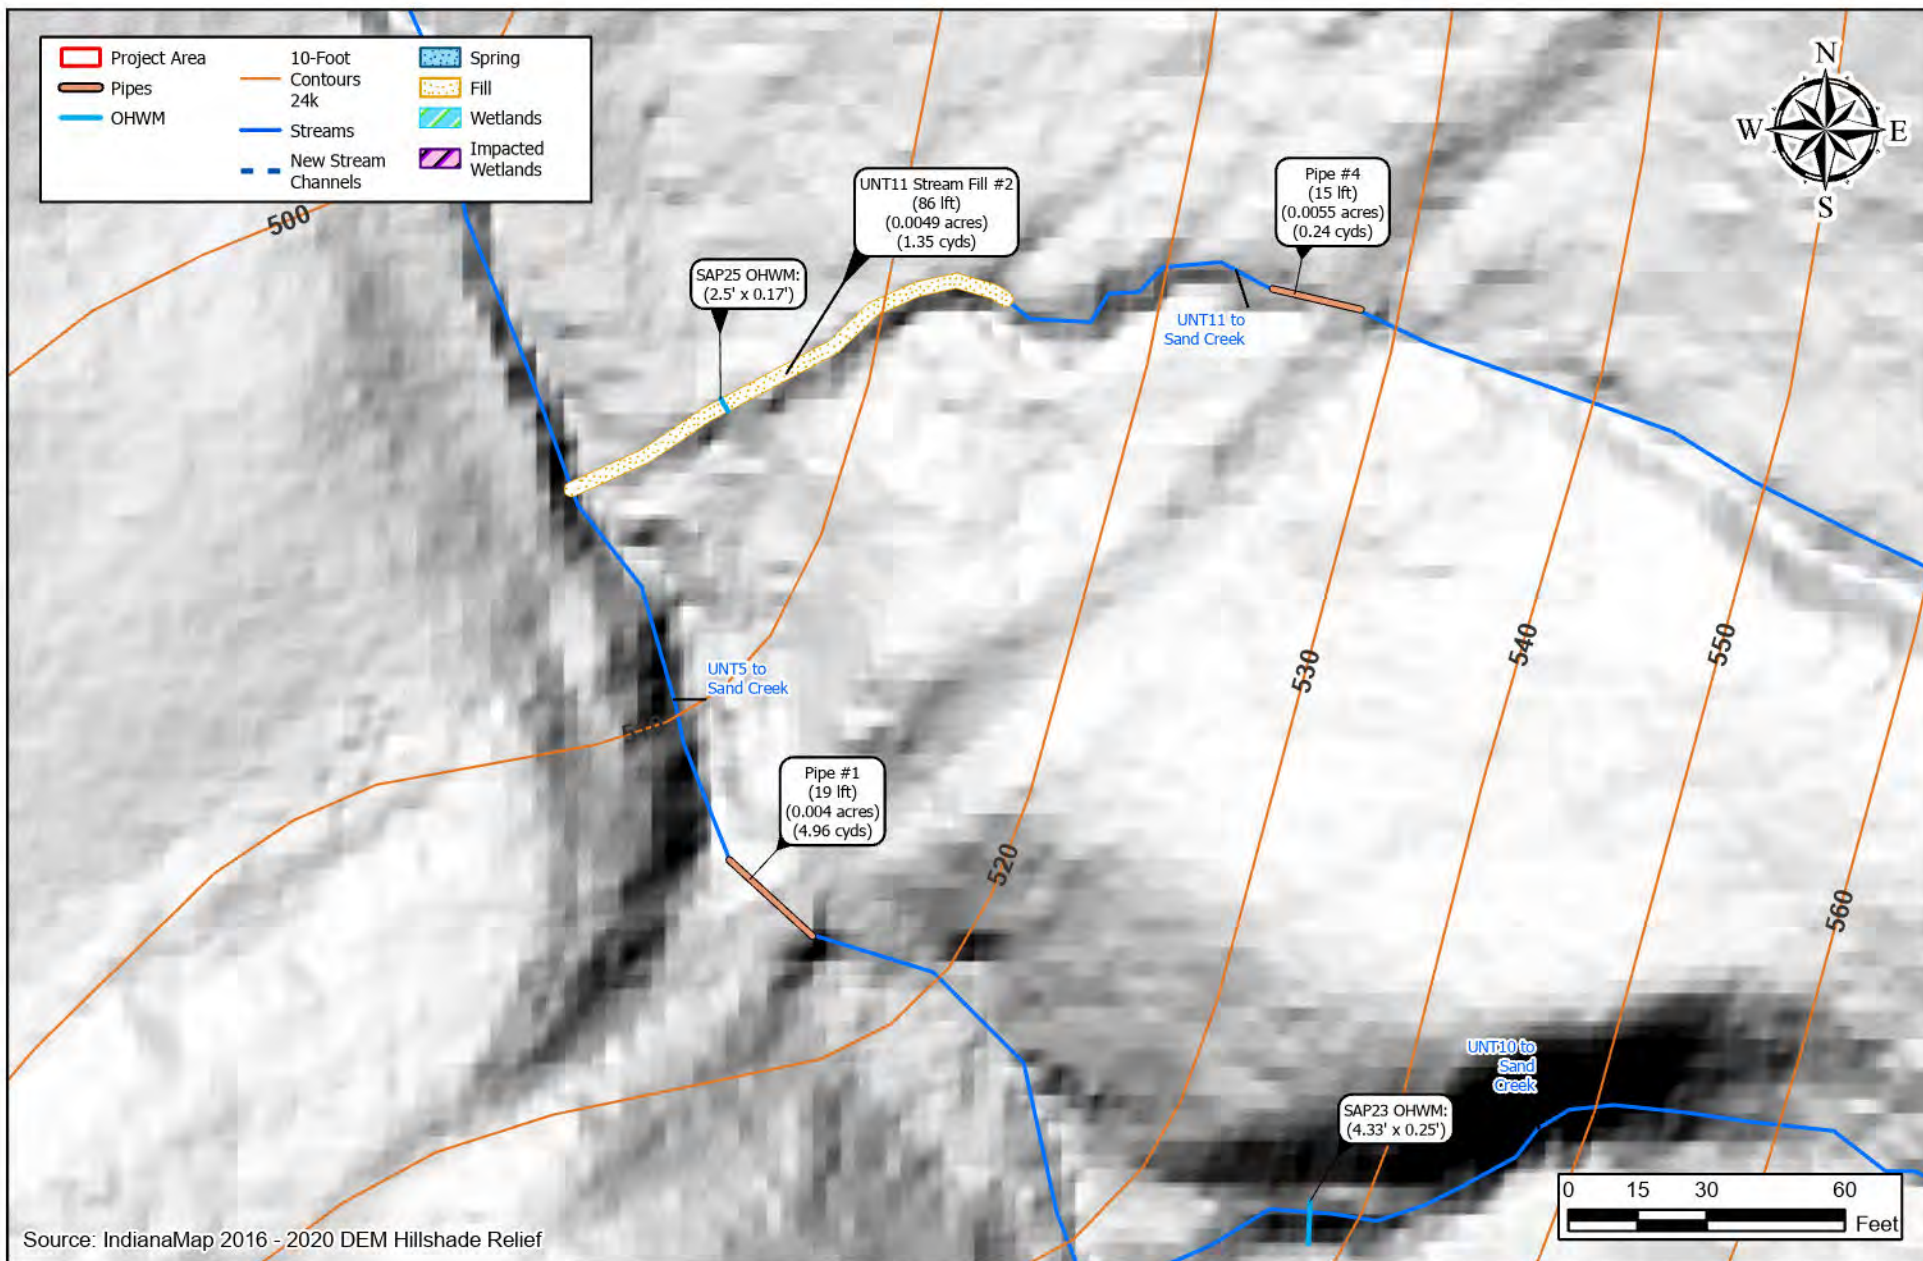 Project Area
Pipes
OHWM
10-Foot
Contours
24k
Streams
New Stream
Channels
Spring
Fill
Wetlands
Impacted
Wetlands
N
W
E
S
500
UNT11 Stream Fill #2
(86 lft)
(0.0049 acres)
(1.35 cyds)
Pipe #4
(15 lft)
(0.0055 acres)
(0.24 cyds)
SAP25 OHWM:
(2.5' x 0.17')
UNT11 to
Sand Creek
UNT5 to
Sand Creek
530
540
550
Pipe #1
(19 lft)
(0.004 acres)
(4.96 cyds)
520
560
UNT10 to
Sand
Creek
SAP23 OHWM:
(4.33' x 0.25')
0 15 30 60
Feet
Source: IndianaMap 2016 - 2020 DEM Hillshade Relief